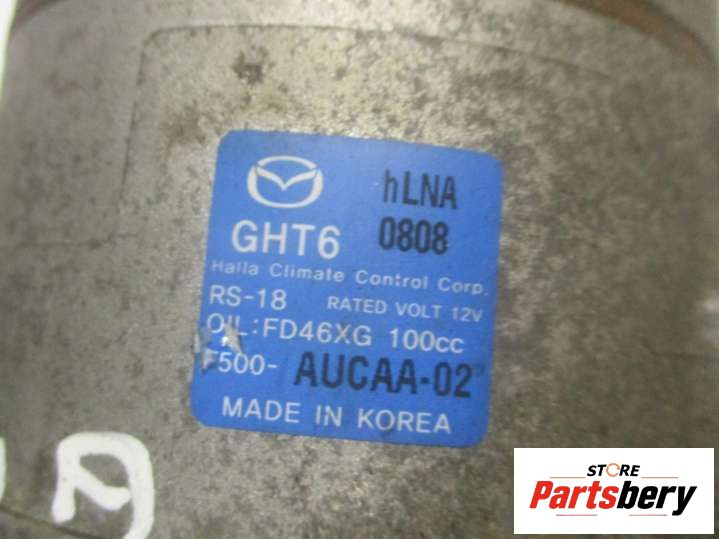 hLNA
GHT6 0808
Halla Climate Control Corp.
RS-18 RATED VOLT 12V
OIL:FD46XG 100cc
F500- AUCAA-02
MADE IN KOREA
STORE
Partsbery